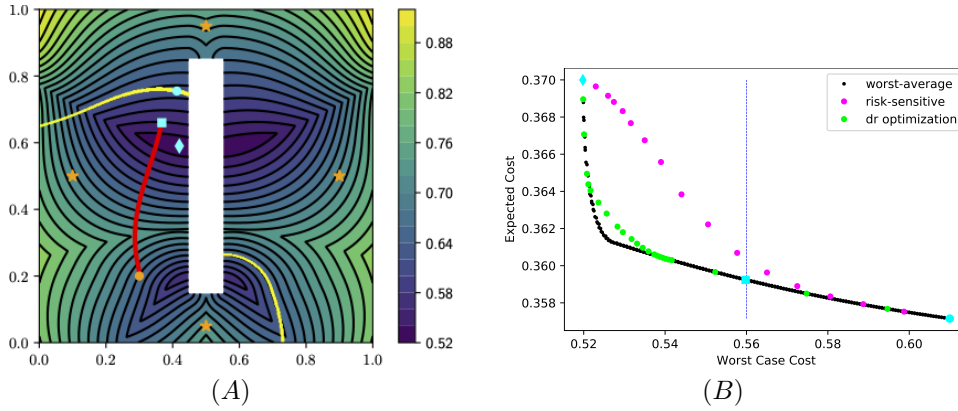 1.0
0.8
0.6
0.4
0.2
0.0
0.0 0.2 0.4 0.6 0.8 1.0
0.88
0.82
0.76
0.70
0.64
0.58
0.52
(A)
Expected Cost
0.370
0.368
0.366
0.364
0.362
0.360
0.358
worst-average
risk-sensitive
dr optimization
0.52 0.54 0.56 0.58 0.60
Worst Case Cost
(B)